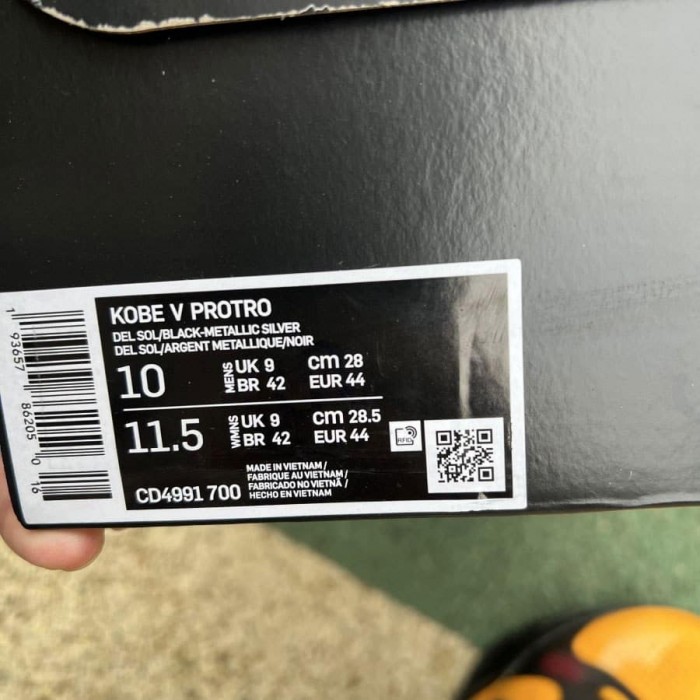 KOBE V PROTRO
DEL SOL/BLACK-METALLIC SILVER
DEL SOL/ARGENT METALLIQUE/NOIR
10 MENS UK 9 cm 28
BR 42 EUR 44
11.5 WMNS UK 9 cm 28.5
BR 42 EUR 44
RFID
CD4991 700
MADE IN VIETNAM/
FABRIQUE AU VIETNAM/
FABRICADO NO VIETNÃ/
HECHO EN VIETNAM
1 93657 86205 0 16